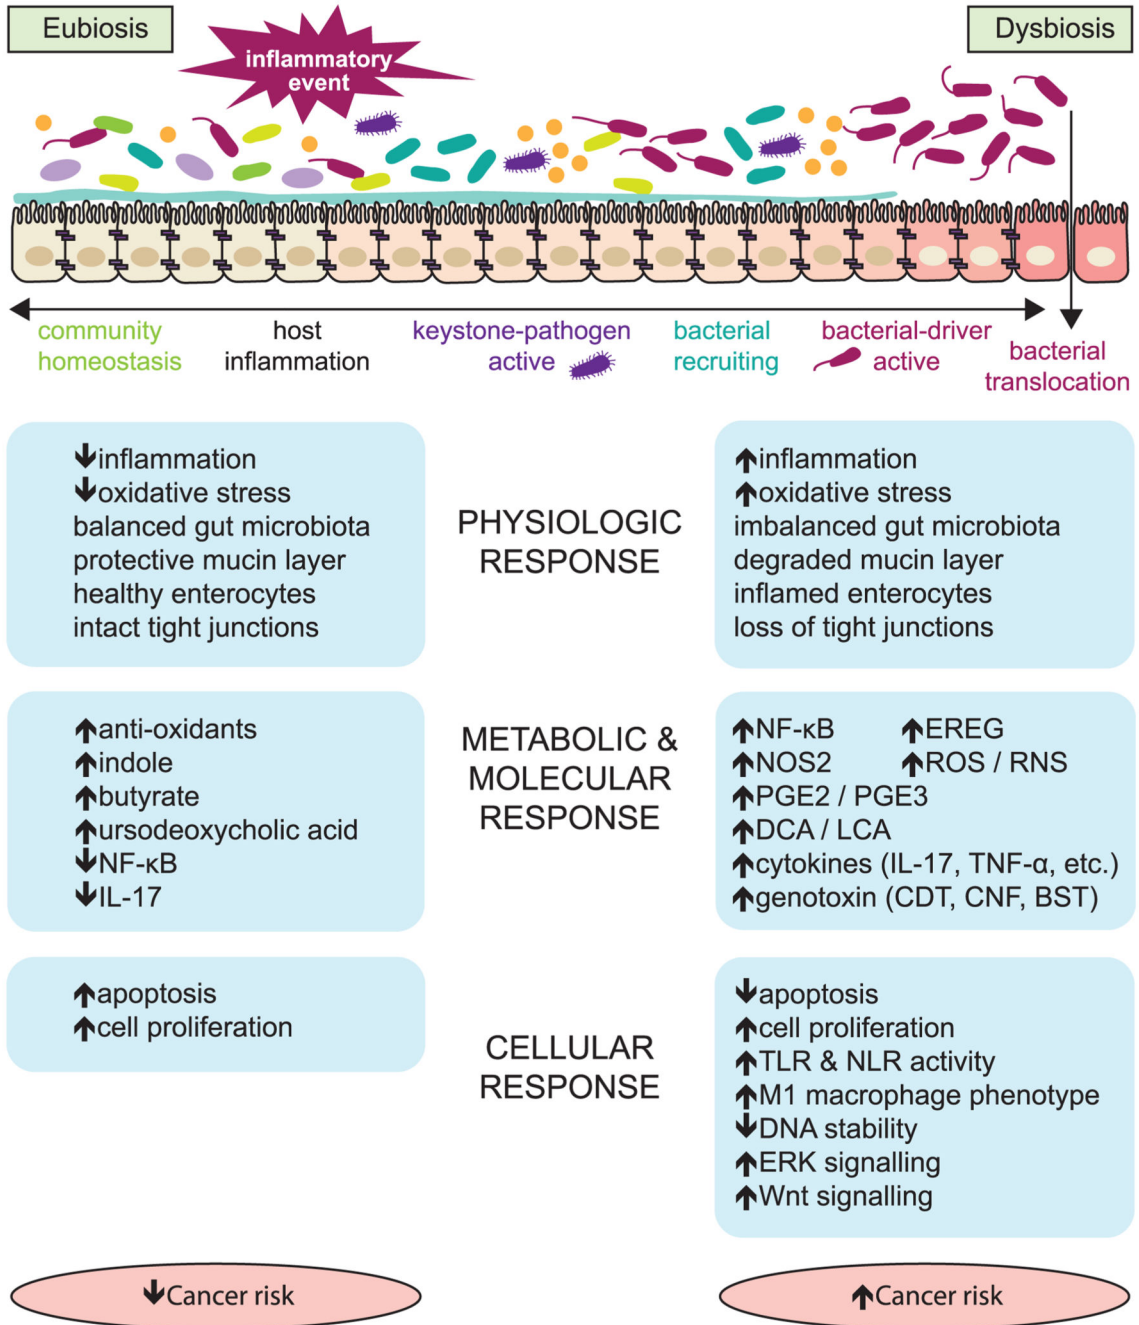 Eubiosis
Dysbiosis
inflammatory
event
community
homeostasis
host
inflammation
keystone-pathogen
active
bacterial
recruiting
bacterial-driver
active
bacterial
translocation
↓inflammation
↓oxidative stress
balanced gut microbiota
protective mucin layer
healthy enterocytes
intact tight junctions
PHYSIOLOGIC
RESPONSE
↑inflammation
↑oxidative stress
imbalanced gut microbiota
degraded mucin layer
inflamed enterocytes
loss of tight junctions
↑anti-oxidants
↑indole
↑butyrate
↑ursodeoxycholic acid
↓NF-κB
↓IL-17
METABOLIC &
MOLECULAR
RESPONSE
↑NF-κB ↑EREG
↑NOS2 ↑ROS / RNS
↑PGE2 / PGE3
↑DCA / LCA
↑cytokines (IL-17, TNF-α, etc.)
↑genotoxin (CDT, CNF, BST)
↑apoptosis
↑cell proliferation
CELLULAR
RESPONSE
↓apoptosis
↑cell proliferation
↑TLR & NLR activity
↑M1 macrophage phenotype
↓DNA stability
↑ERK signalling
↑Wnt signalling
↓Cancer risk
↑Cancer risk